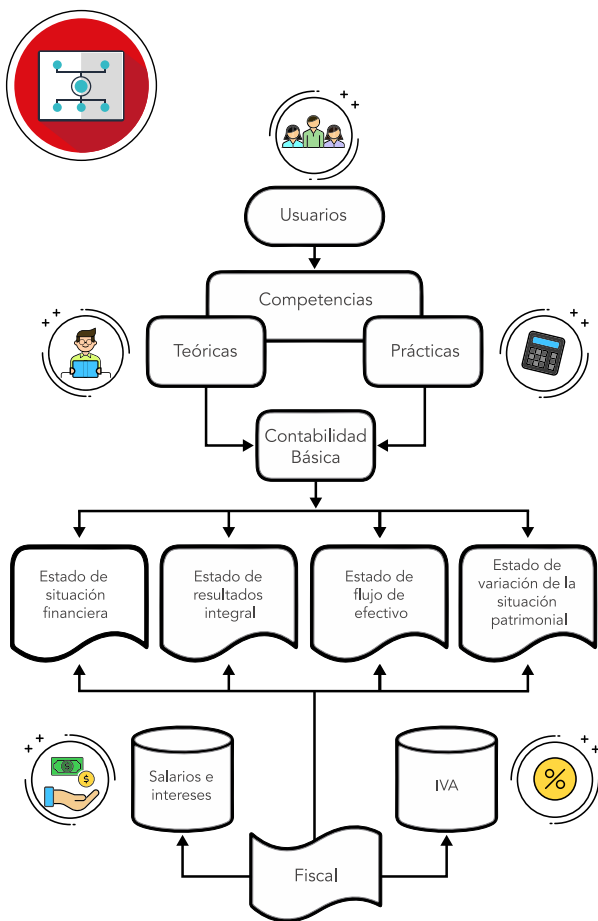 Usuarios
Competencias
Teóricas
Prácticas
Contabilidad
Básica
Estado de
situación
financiera
Estado de
resultados
integral
Estado de
flujo de
efectivo
Estado de
variación de la
situación
patrimonial
Salarios e
intereses
IVA
Fiscal